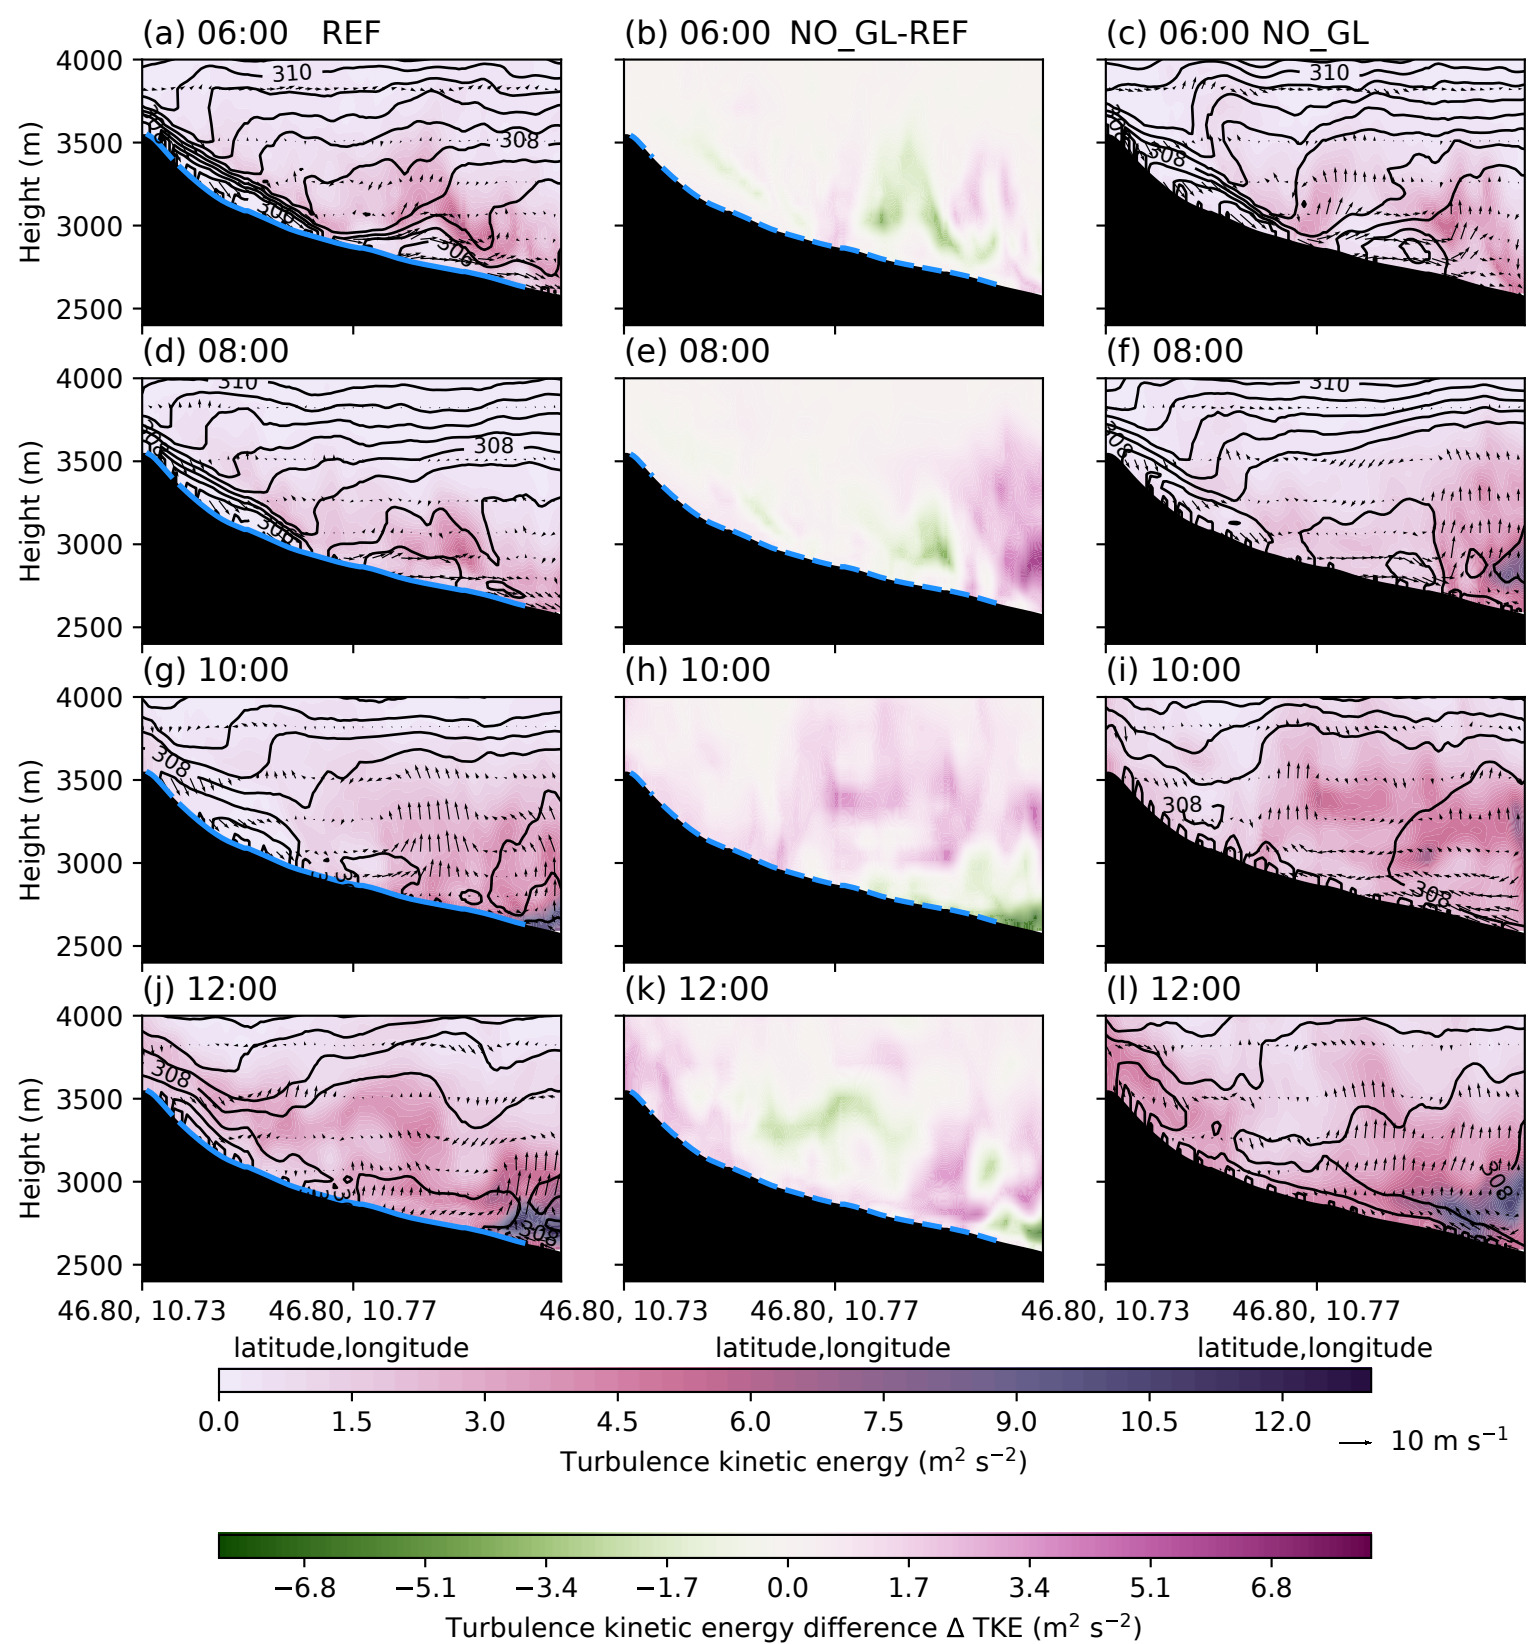 (a) 06:00 REF
(b) 06:00 NO_GL-REF
(c) 06:00 NO_GL
4000
3500
3000
2500
Height (m)
310
308
306
306
310
308
(d) 08:00
(e) 08:00
(f) 08:00
4000
3500
3000
2500
Height (m)
310
308
306
310
308
(g) 10:00
(h) 10:00
(i) 10:00
4000
3500
3000
2500
Height (m)
308
308
308
(j) 12:00
(k) 12:00
(l) 12:00
4000
3500
3000
2500
Height (m)
308
308
308
46.80, 10.73
46.80, 10.77
46.80, 10.73
46.80, 10.77
46.80, 10.73
46.80, 10.77
latitude,longitude
latitude,longitude
latitude,longitude
0.0 1.5 3.0 4.5 6.0 7.5 9.0 10.5 12.0
10 m s⁻¹
Turbulence kinetic energy (m² s⁻²)
−6.8 −5.1 −3.4 −1.7 0.0 1.7 3.4 5.1 6.8
Turbulence kinetic energy difference Δ TKE (m² s⁻²)